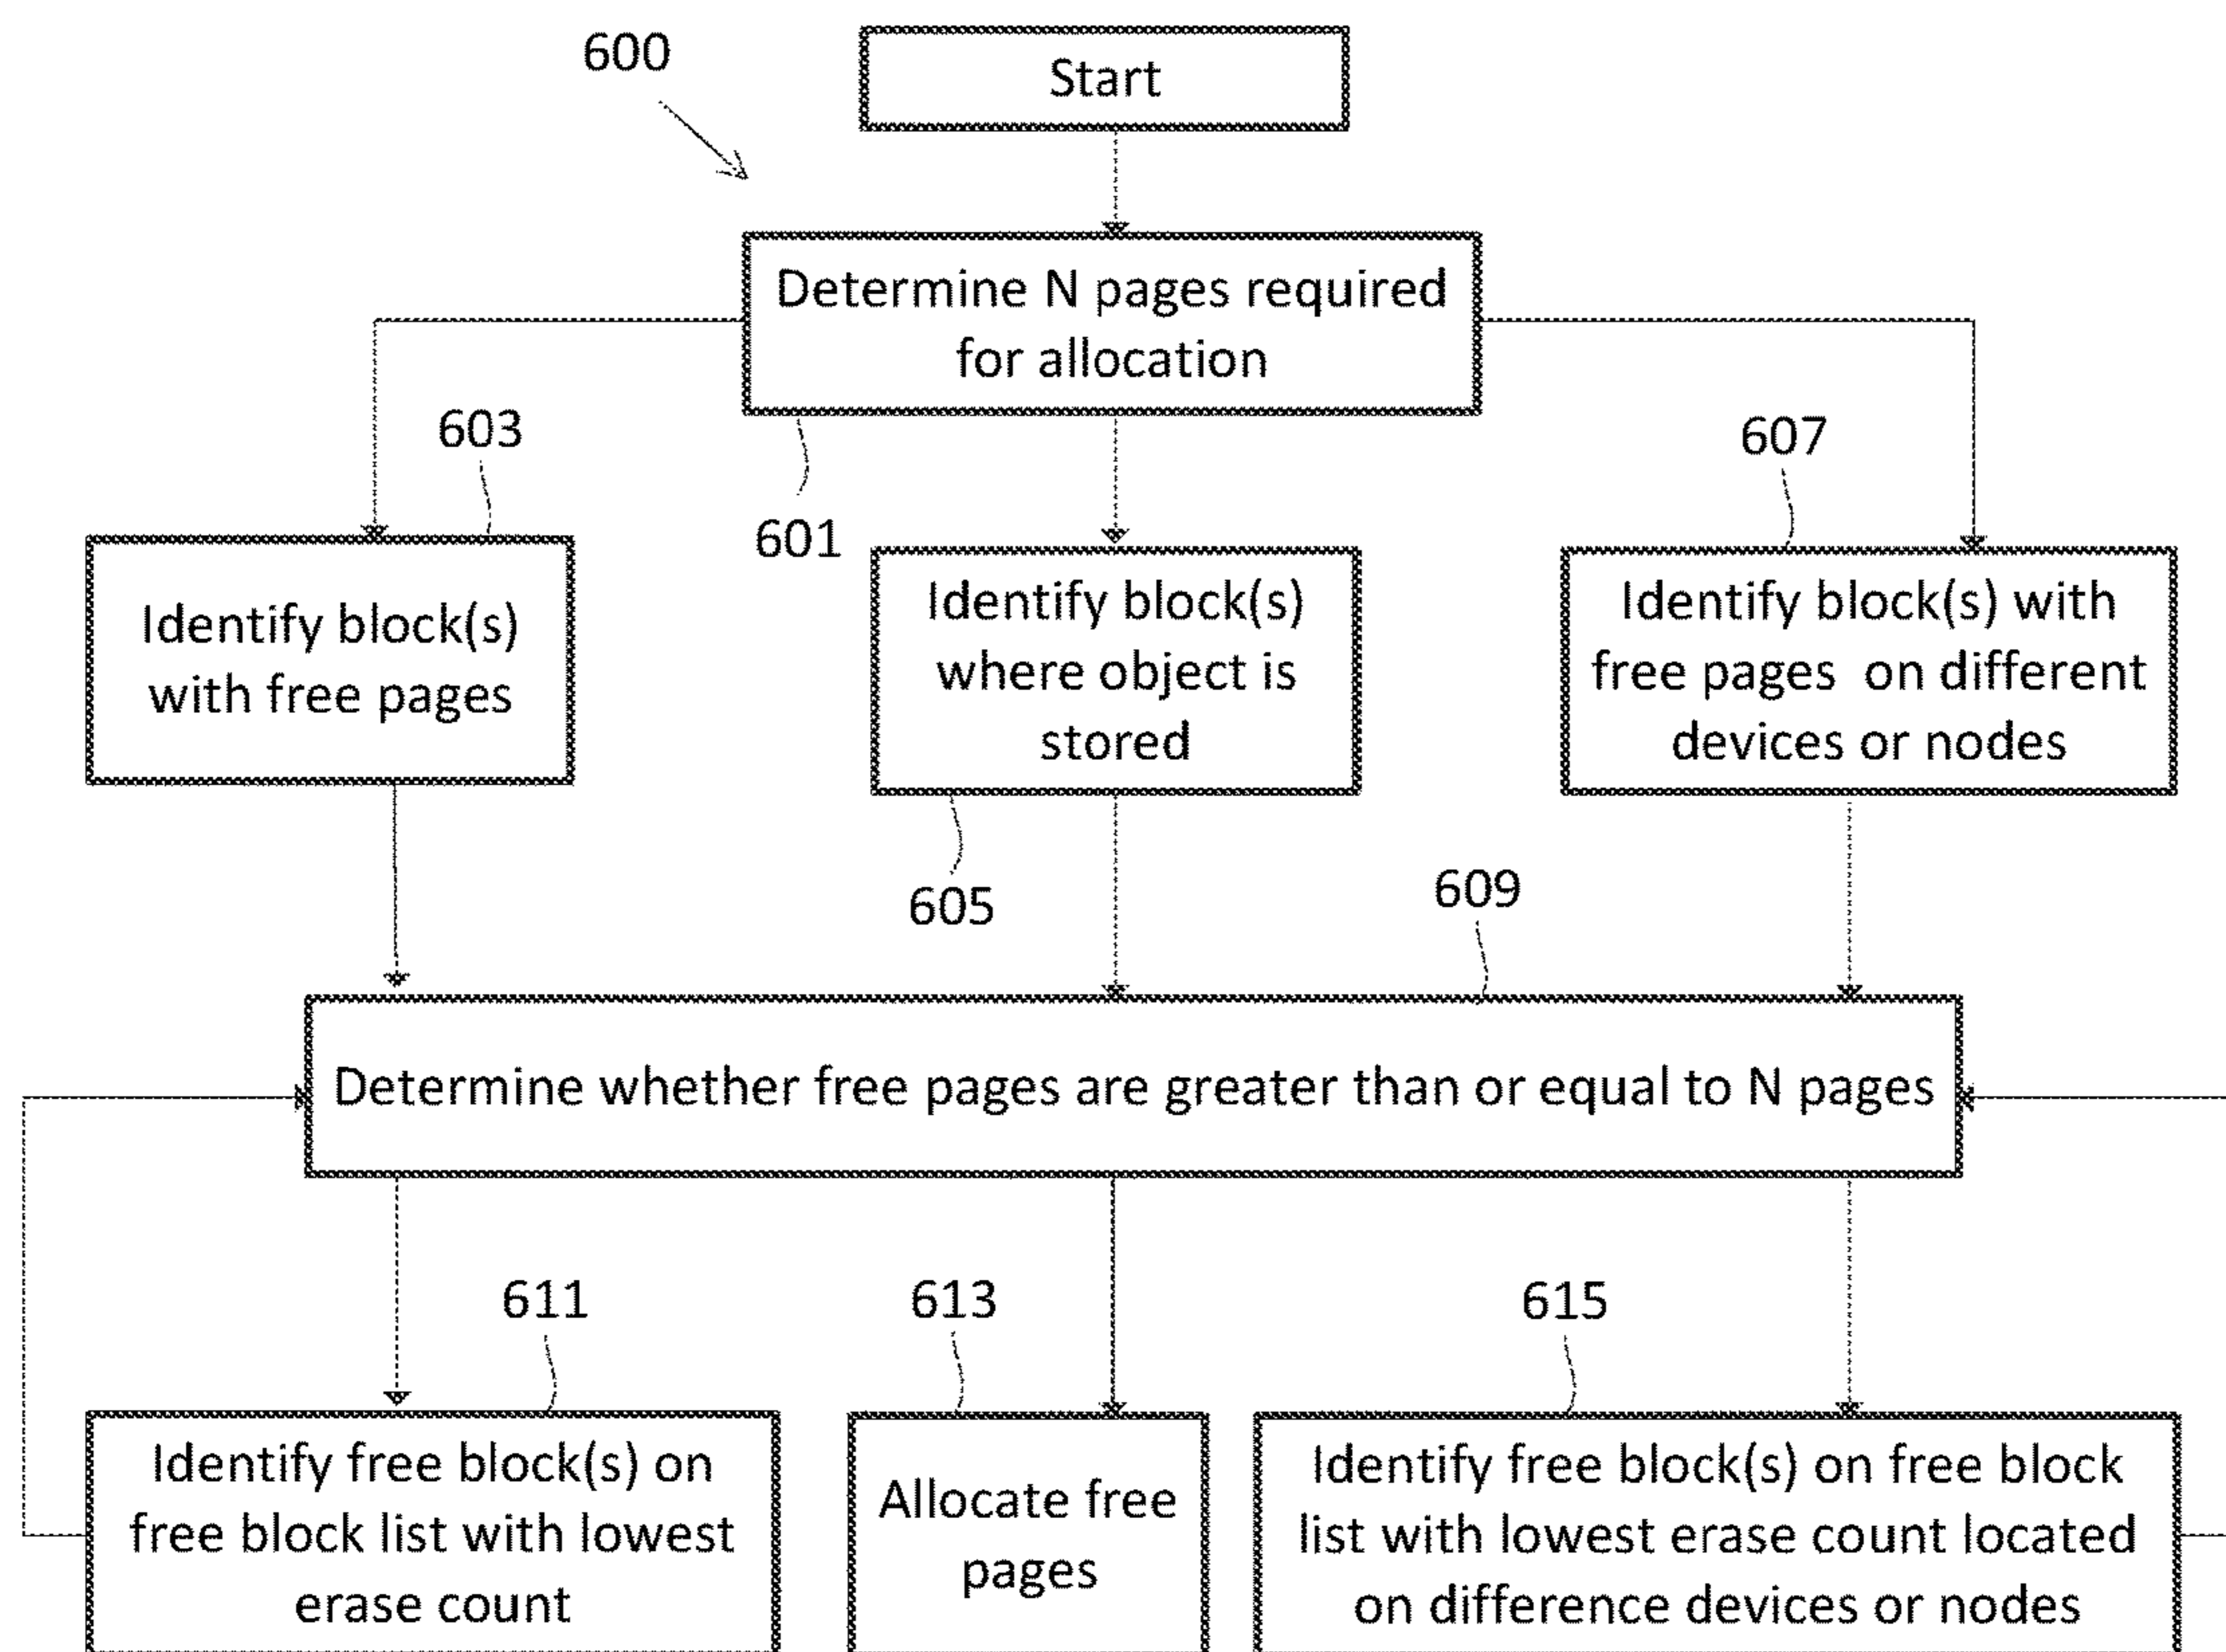 600
Start
Determine N pages required
for allocation
603
607
601
Identify block(s)
with free pages
Identify block(s)
where object is
stored
Identify block(s) with
free pages on different
devices or nodes
605
609
Determine whether free pages are greater than or equal to N pages
611
613
615
Identify free block(s) on
free block list with lowest
erase count
Allocate free
pages
Identify free block(s) on free block
list with lowest erase count located
on difference devices or nodes